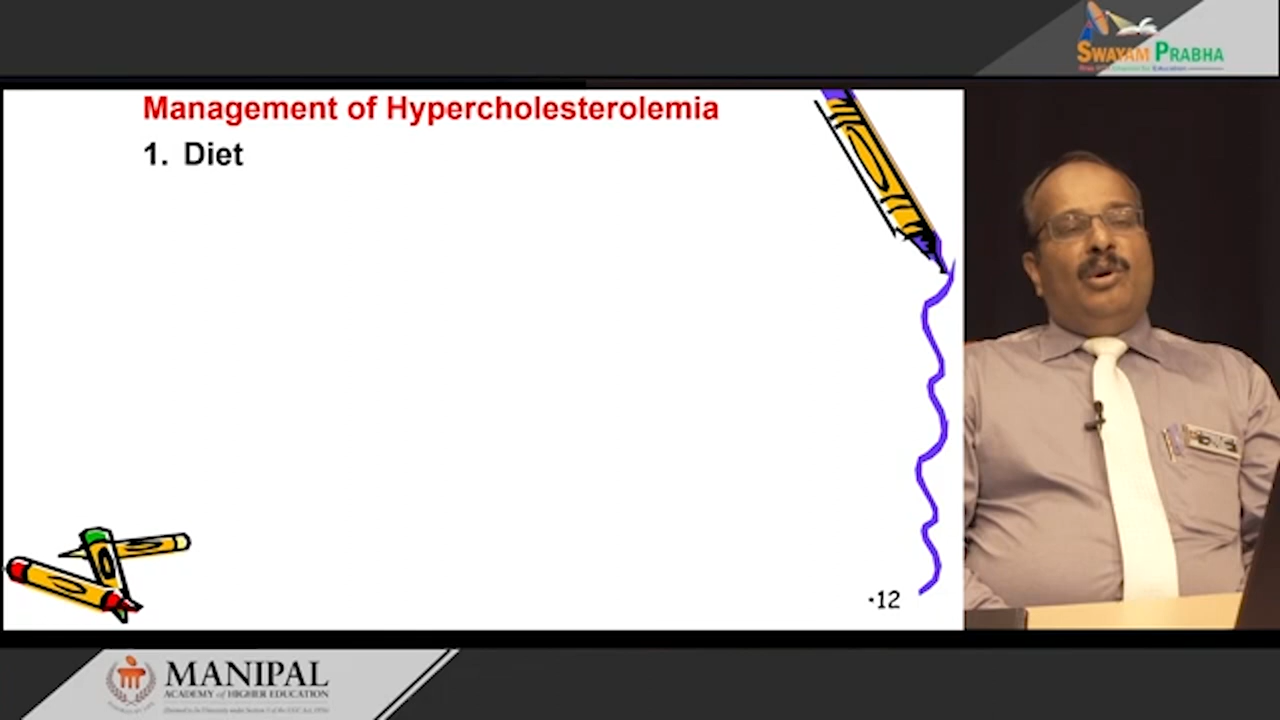 SWAYAM PRABHA
Management of Hypercholesterolemia
1. Diet
•12
MANIPAL
ACADEMY of HIGHER EDUCATION